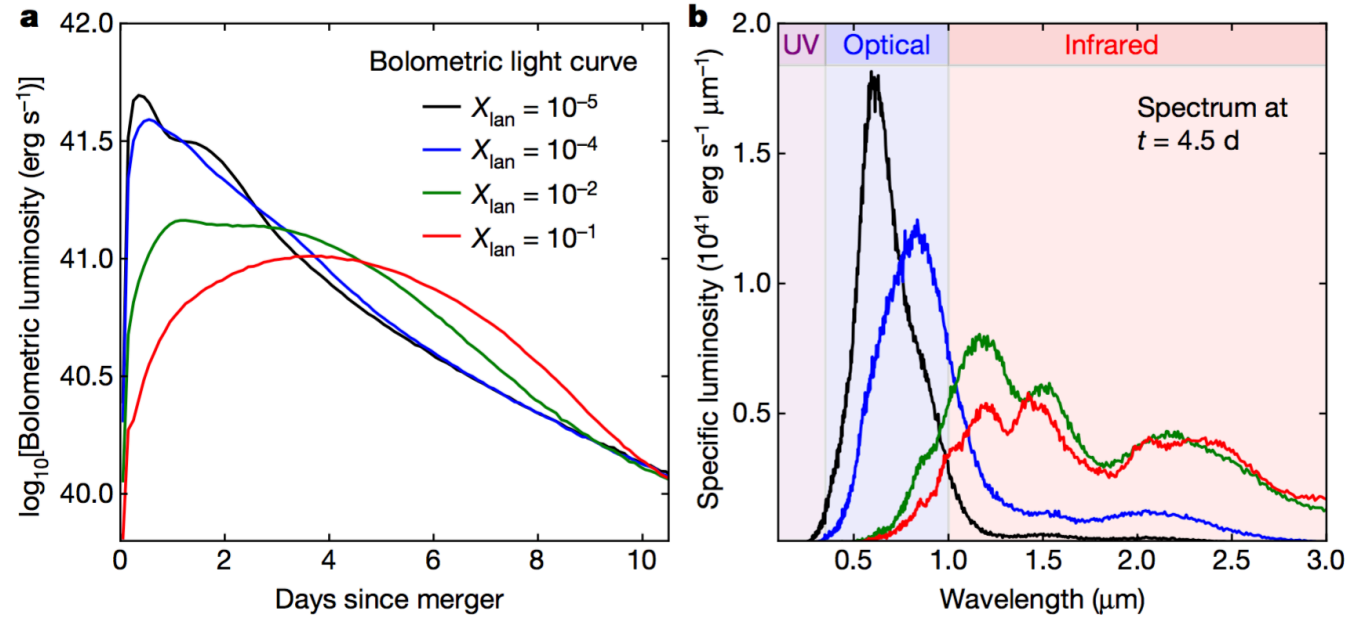 a
42.0
41.5
41.0
40.5
40.0
log₁₀[Bolometric luminosity (erg s⁻¹)]
Bolometric light curve
Xlan = 10⁻⁵
Xlan = 10⁻⁴
Xlan = 10⁻²
Xlan = 10⁻¹
0 2 4 6 8 10
Days since merger
b
2.0
1.5
1.0
0.5
Specific luminosity (10⁴¹ erg s⁻¹ μm⁻¹)
UV Optical Infrared
Spectrum at
t = 4.5 d
0.5 1.0 1.5 2.0 2.5 3.0
Wavelength (μm)